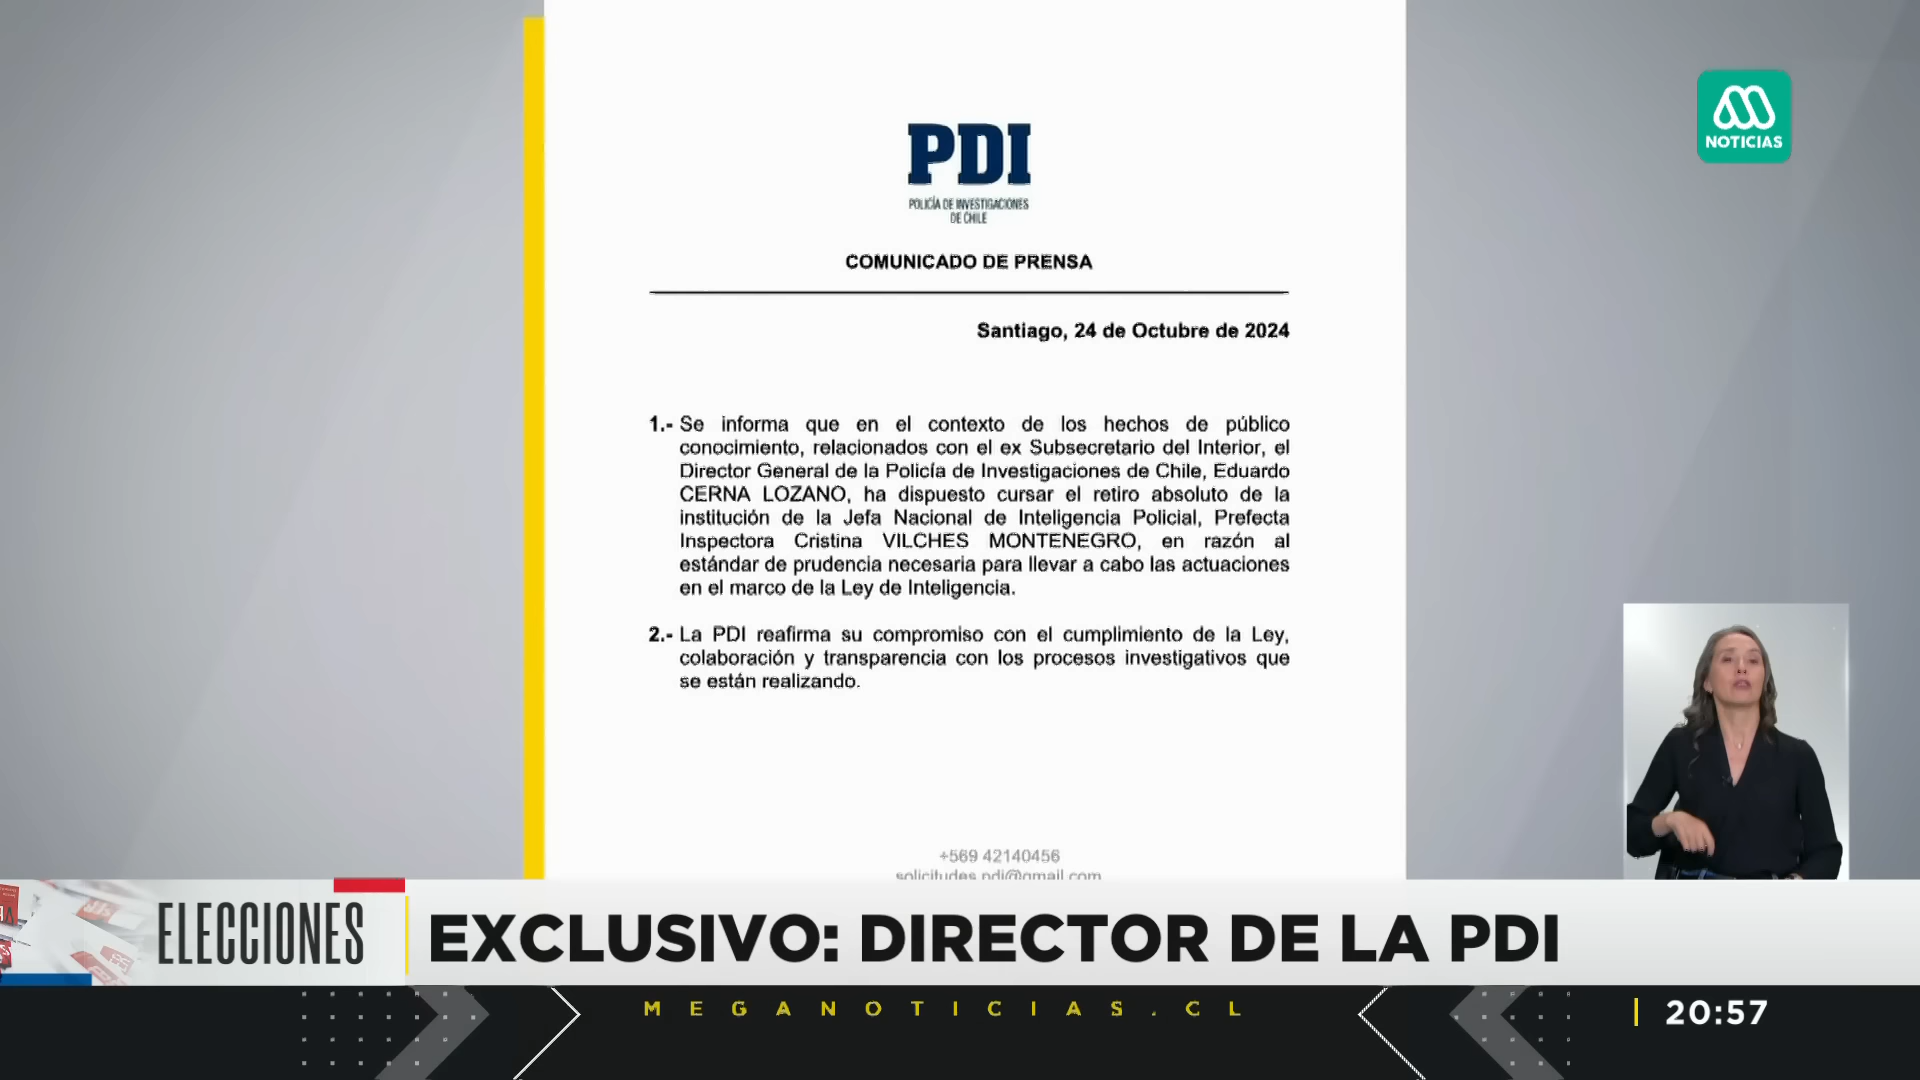 PDI
POLICÍA DE INVESTIGACIONES
DE CHILE
COMUNICADO DE PRENSA
Santiago, 24 de Octubre de 2024
1.- Se informa que en el contexto de los hechos de público
conocimiento, relacionados con el ex Subsecretario del Interior, el
Director General de la Policía de Investigaciones de Chile, Eduardo
CERNA LOZANO, ha dispuesto cursar el retiro absoluto de la
institución de la Jefa Nacional de Inteligencia Policial, Prefecta
Inspectora Cristina VILCHES MONTENEGRO, en razón al
estándar de prudencia necesaria para llevar a cabo las actuaciones
en el marco de la Ley de Inteligencia.
2.- La PDI reafirma su compromiso con el cumplimiento de la Ley,
colaboración y transparencia con los procesos investigativos que
se están realizando.
+569 42140456
solicitudes.pdi@gmail.com
NOTICIAS
ELECCIONES
EXCLUSIVO: DIRECTOR DE LA PDI
MEGANOTICIAS.CL
20:57